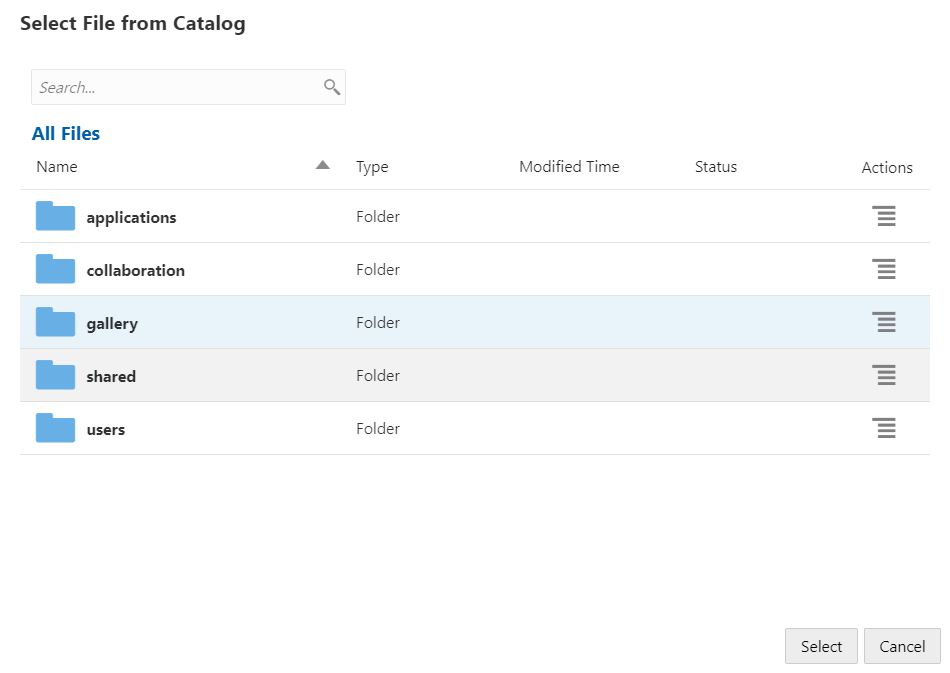 Select File from Catalog
Search...
All Files
Name Type Modified Time Status Actions
applications Folder
collaboration Folder
gallery Folder
shared Folder
users Folder
Select Cancel